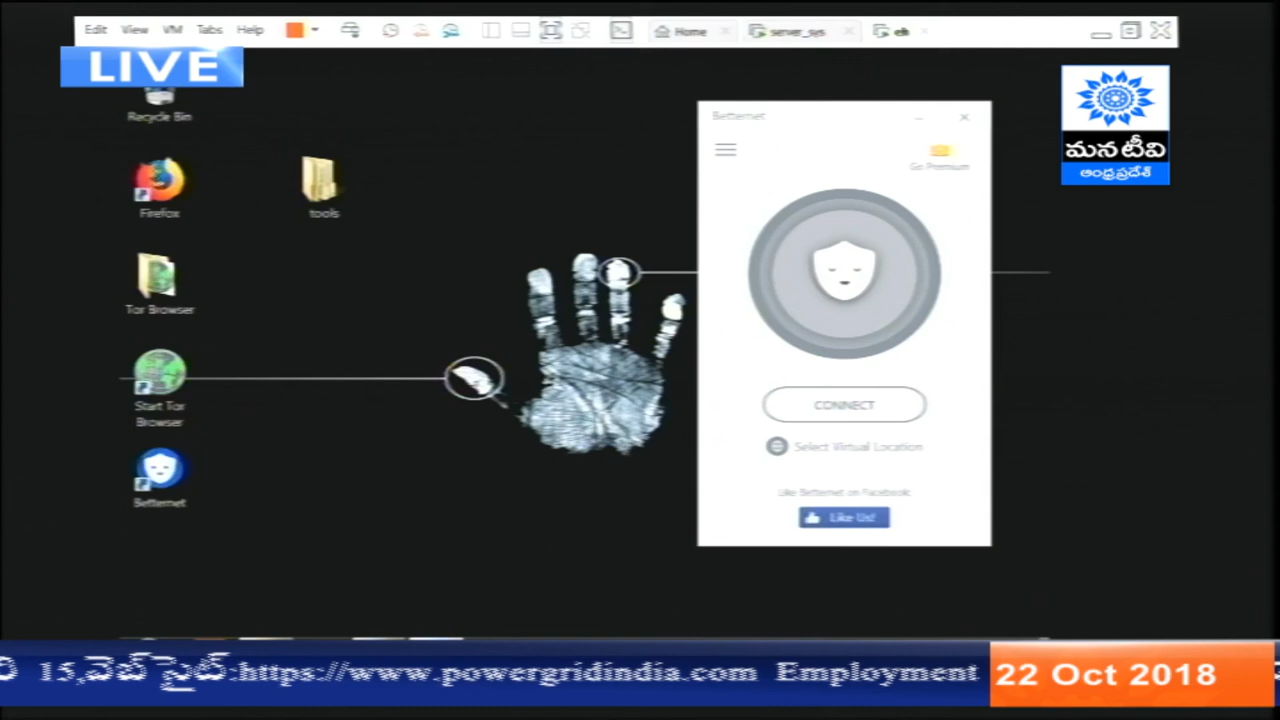 Edit View VM Tabs Help
Home
server_sys
LIVE
Recycle Bin
Firefox
tools
Tor Browser
Start Tor
Browser
Betternet
Betternet
Go Premium
CONNECT
Select Virtual Location
Like Betternet on Facebook
Like Us!
మన టీవి
ఆంధ్రప్రదేశ్
15,వెబ్ సైట్:https://www.powergridindia.com Employment
22 Oct 2018